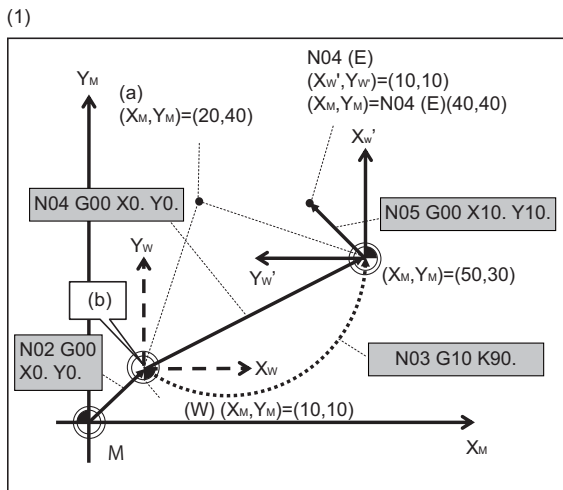 (1)
N04 (E)
(XW',YW')=(10,10)
(XM,YM)=N04 (E)(40,40)
YM
(a)
(XM,YM)=(20,40)
XW'
N04 G00 X0. Y0.
N05 G00 X10. Y10.
YW
YW'
(XM,YM)=(50,30)
(b)
N02 G00
X0. Y0.
XW
N03 G10 K90.
(W) (XM,YM)=(10,10)
M
XM